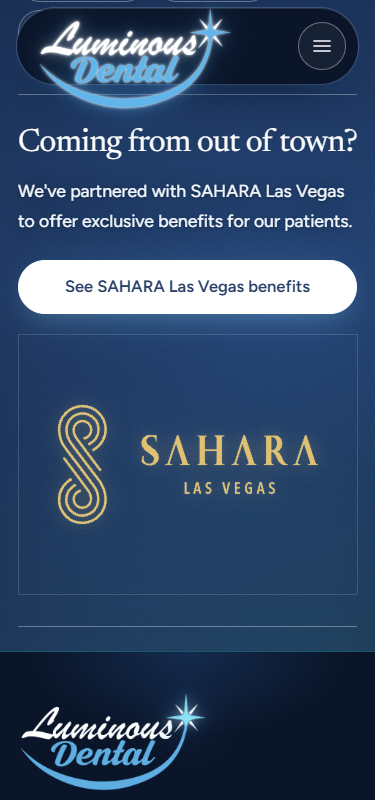 Luminous
Dental
Coming from out of town?
We've partnered with SAHARA Las Vegas
to offer exclusive benefits for our patients.
See SAHARA Las Vegas benefits
SAHARA
LAS VEGAS
Luminous
Dental